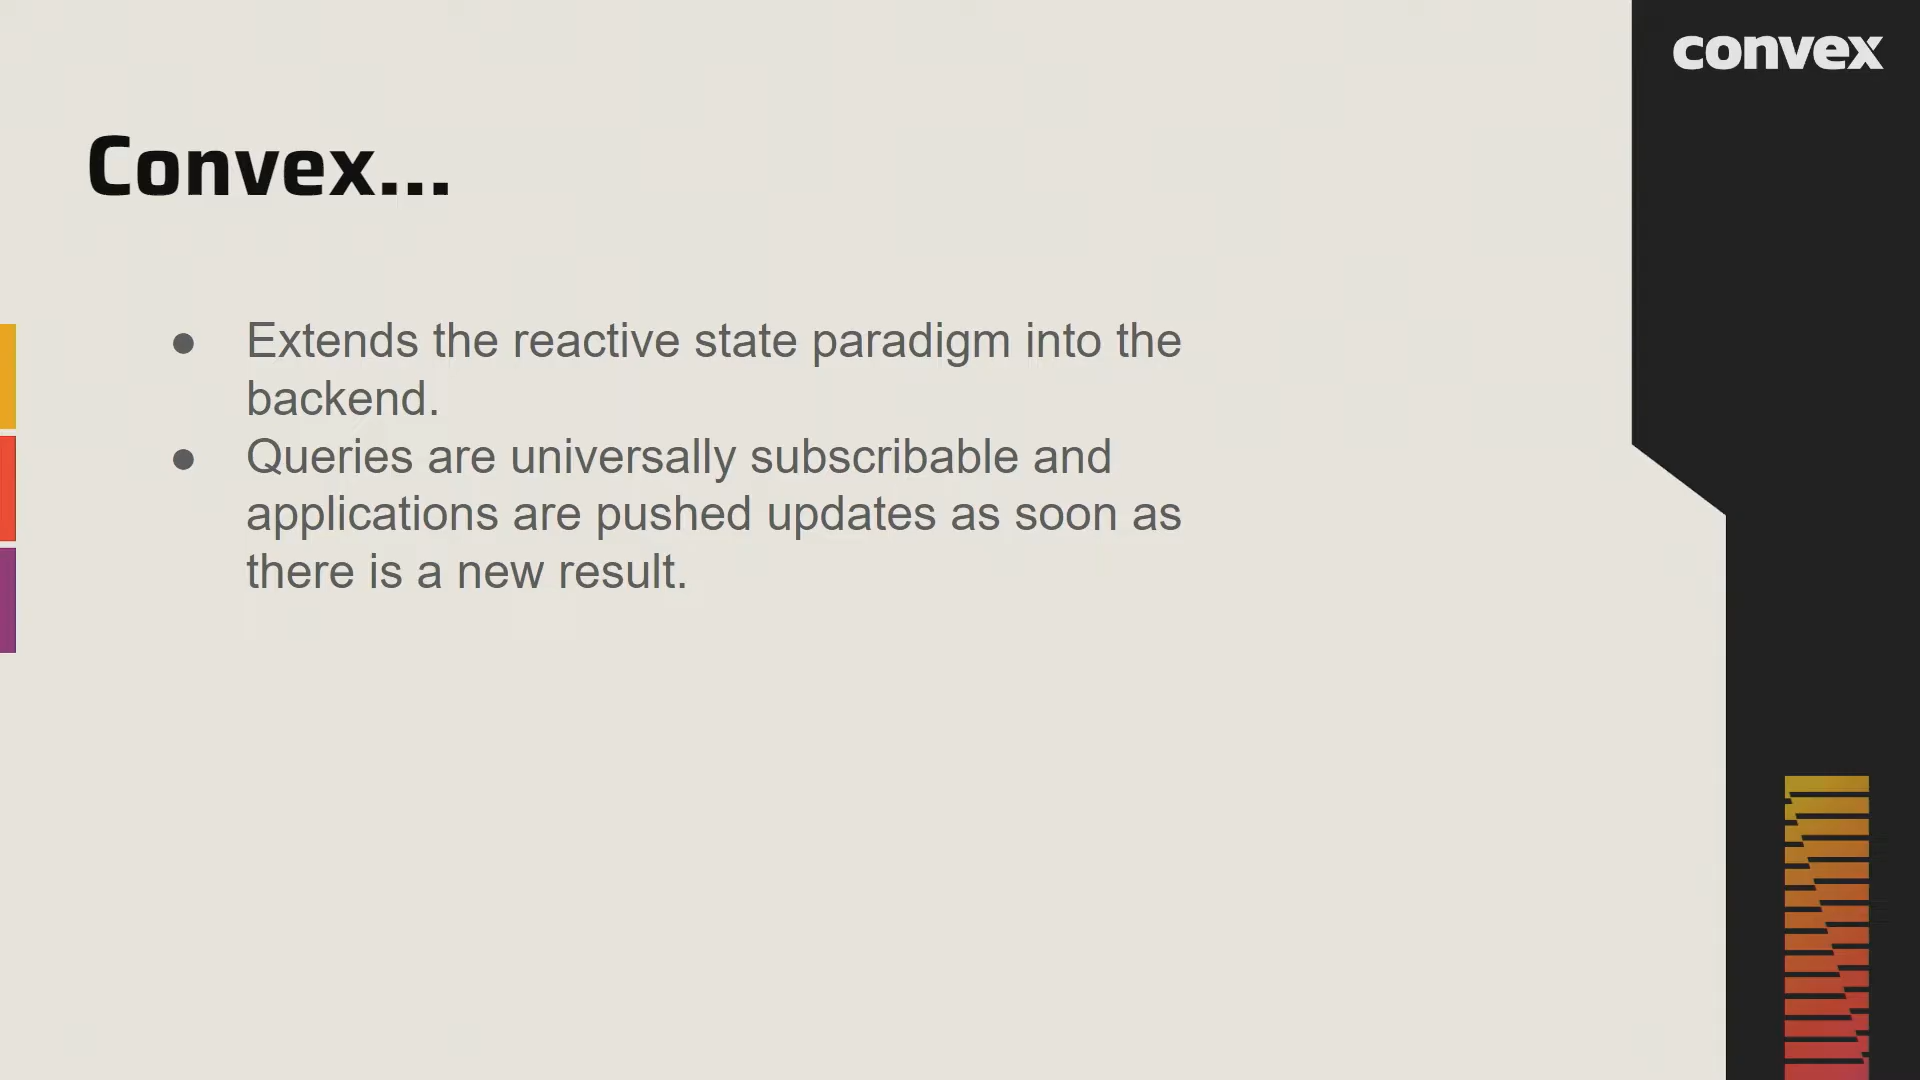 convex
Convex...
● Extends the reactive state paradigm into the
backend.
● Queries are universally subscribable and
applications are pushed updates as soon as
there is a new result.